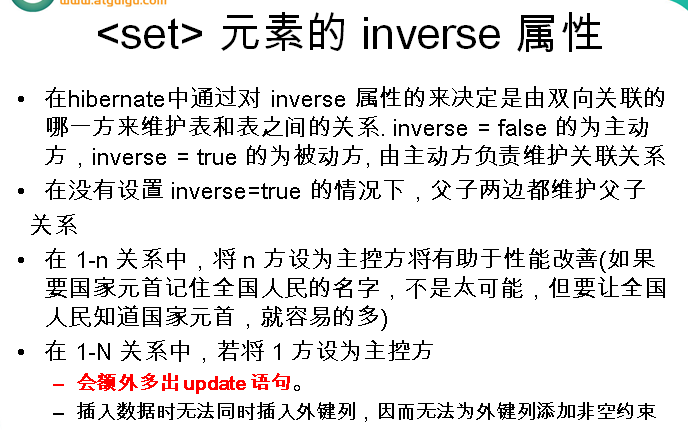 www.atguigu.com
<set> 元素的 inverse 属性
• 在hibernate中通过对 inverse 属性的来决定是由双向关联的
哪一方来维护表和表之间的关系. inverse = false 的为主动
方，inverse = true 的为被动方, 由主动方负责维护关联关系
• 在没有设置 inverse=true 的情况下，父子两边都维护父子
关系
• 在 1-n 关系中，将 n 方设为主控方将有助于性能改善(如果
要国家元首记住全国人民的名字，不是太可能，但要让全国
人民知道国家元首，就容易的多)
• 在 1-N 关系中，若将 1 方设为主控方
– 会额外多出update语句。
– 插入数据时无法同时插入外键列，因而无法为外键列添加非空约束